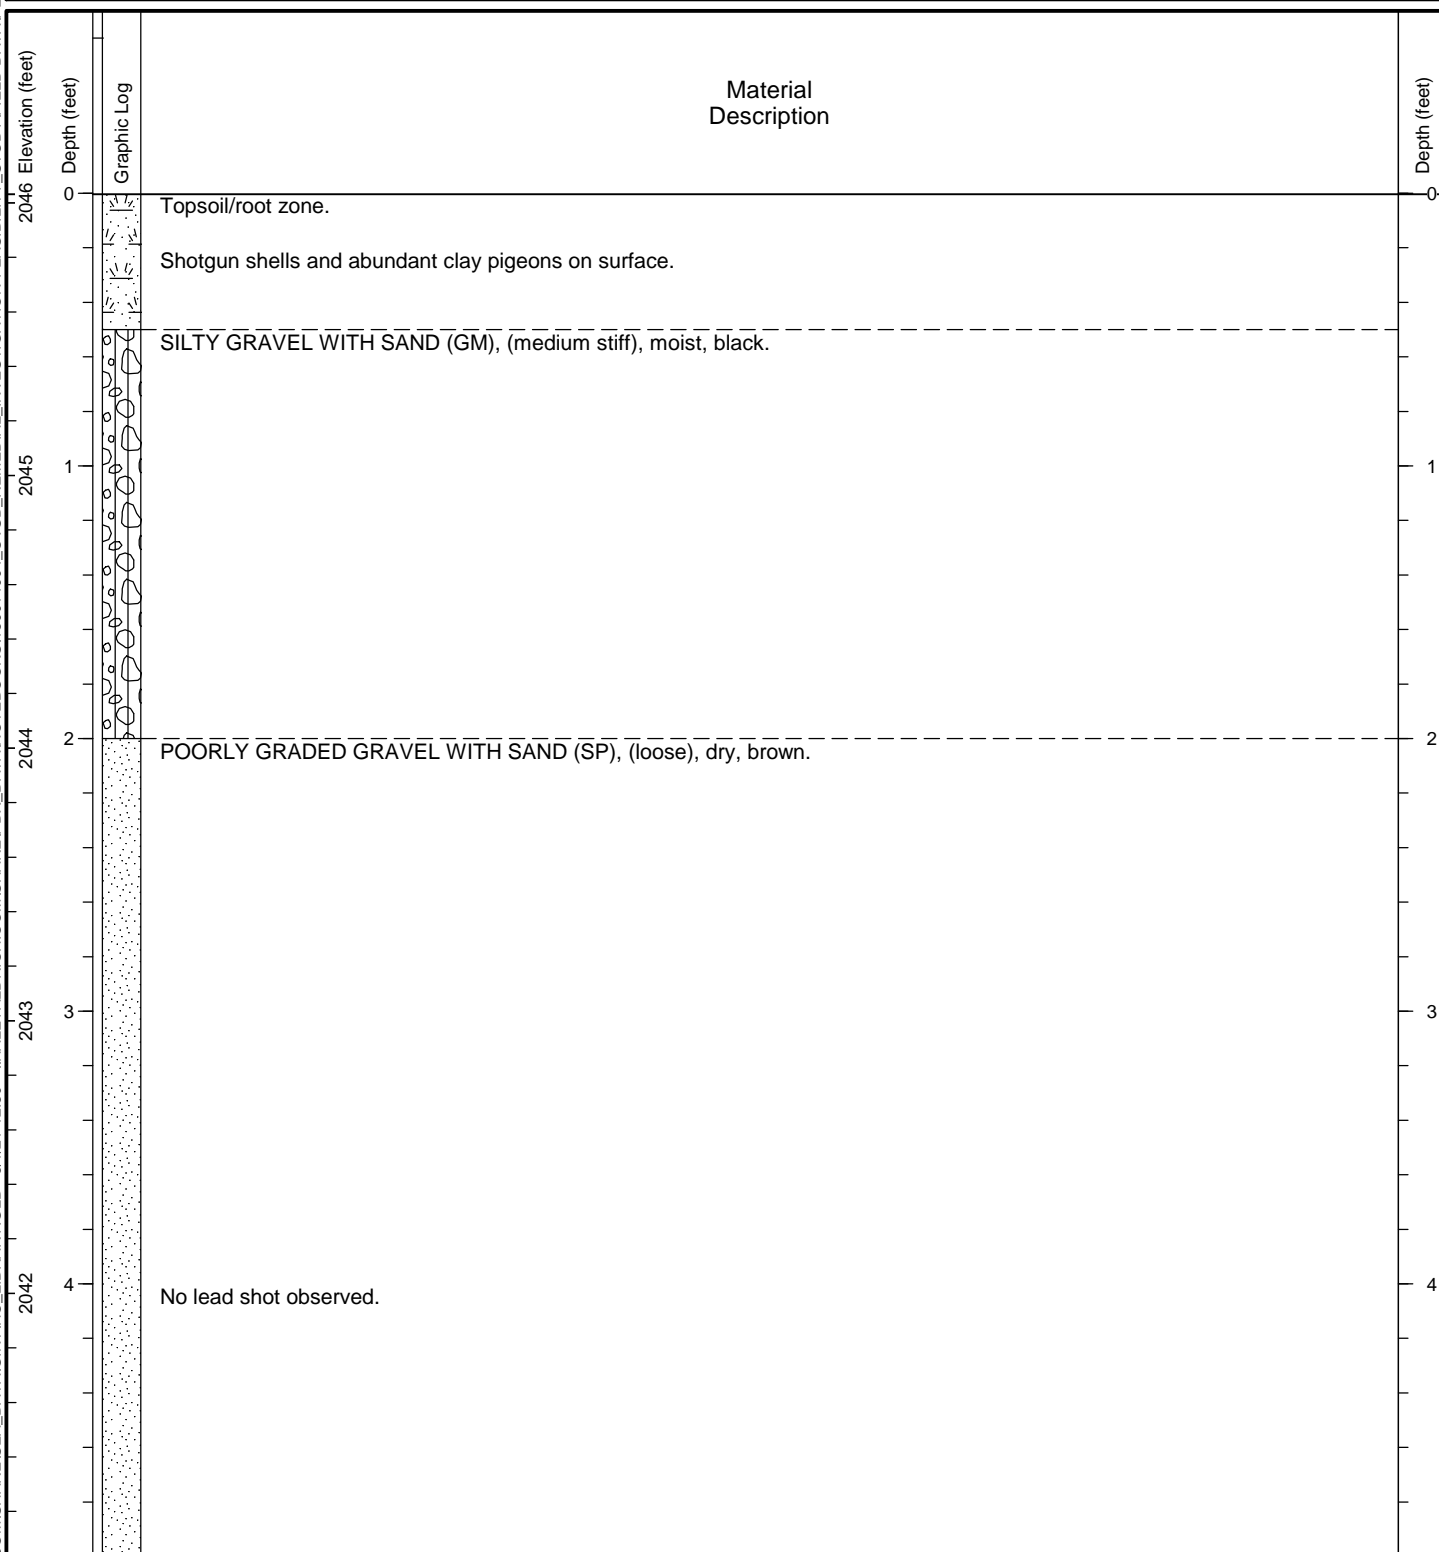 Elevation (feet)
Depth (feet)
Graphic Log
Material
Description
Depth (feet)
2046
0
Topsoil/root zone.
0
Shotgun shells and abundant clay pigeons on surface.
SILTY GRAVEL WITH SAND (GM), (medium stiff), moist, black.
2045
1
1
2044
2
POORLY GRADED GRAVEL WITH SAND (SP), (loose), dry, brown.
2
2043
3
3
2042
4
No lead shot observed.
4